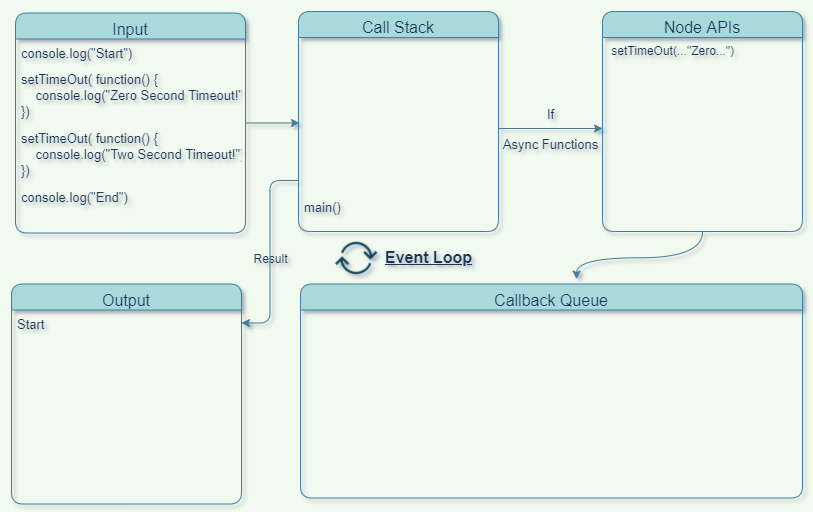 Input
console.log("Start")
setTimeOut( function() {
console.log("Zero Second Timeout!"
})
setTimeOut( function() {
console.log("Two Second Timeout!"
})
console.log("End")
Call Stack
main()
If
Async Functions
Node APIs
setTimeOut(..."Zero...")
Result
Event Loop
Output
Start
Callback Queue